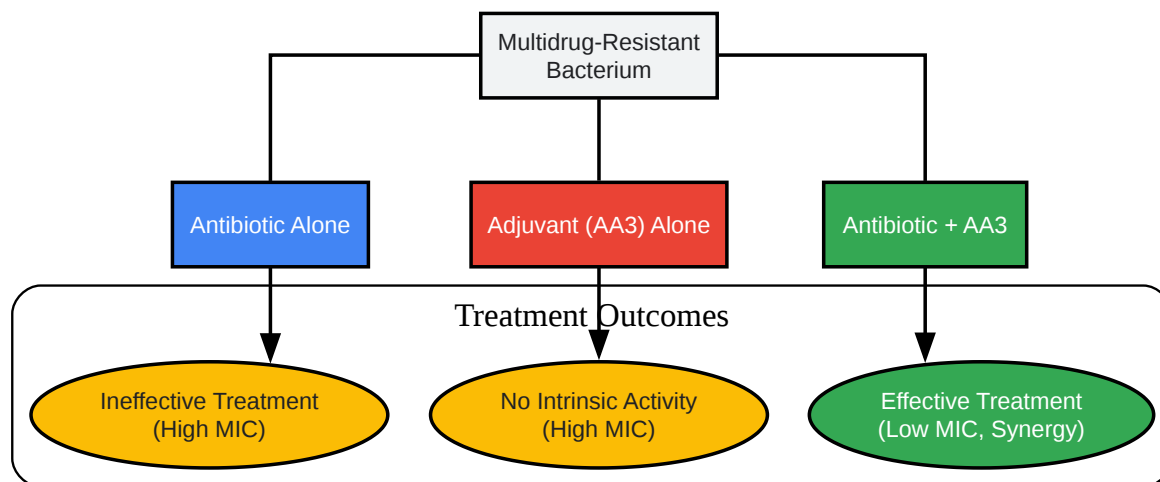 Multidrug-Resistant
Bacterium
Antibiotic Alone
Adjuvant (AA3) Alone
Antibiotic + AA3
Treatment Outcomes
Ineffective Treatment
(High MIC)
No Intrinsic Activity
(High MIC)
Effective Treatment
(Low MIC, Synergy)